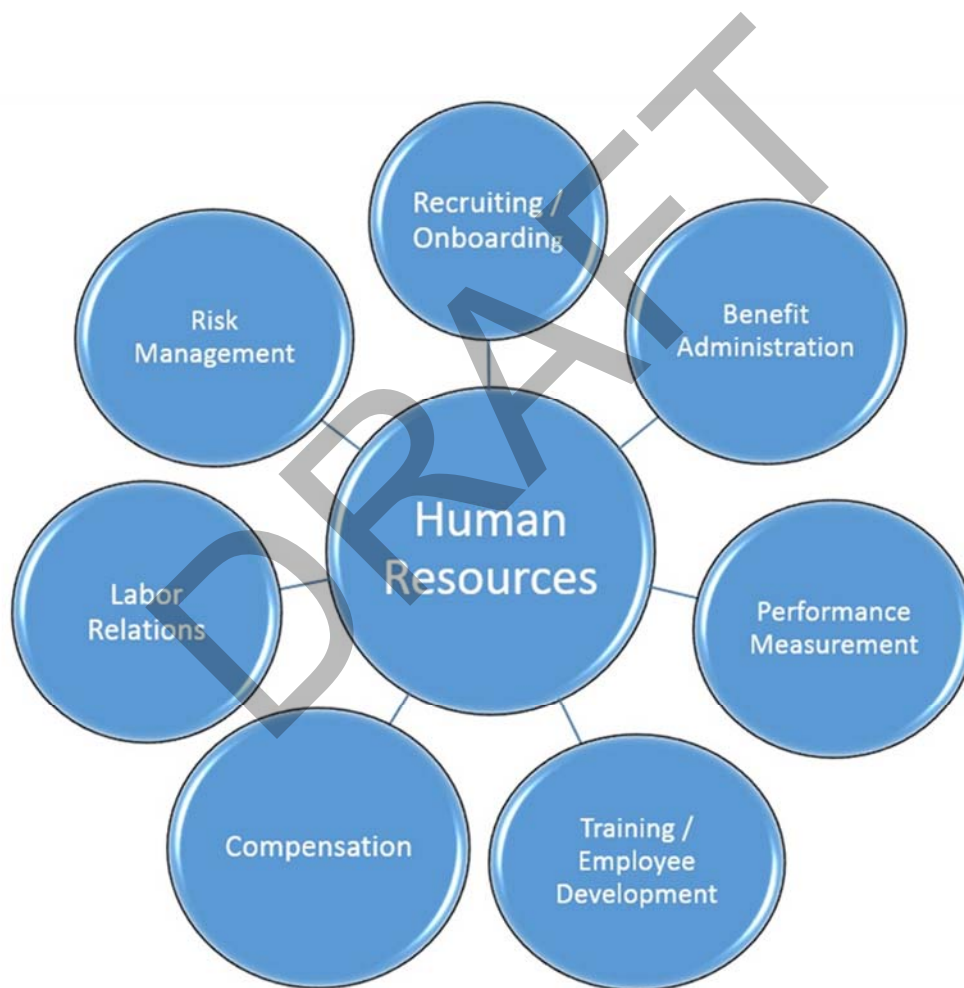 Recruiting /
Onboarding
Benefit
Administration
Risk
Management
Human
Resources
Labor
Relations
Performance
Measurement
Compensation
Training /
Employee
Development
DRAFT